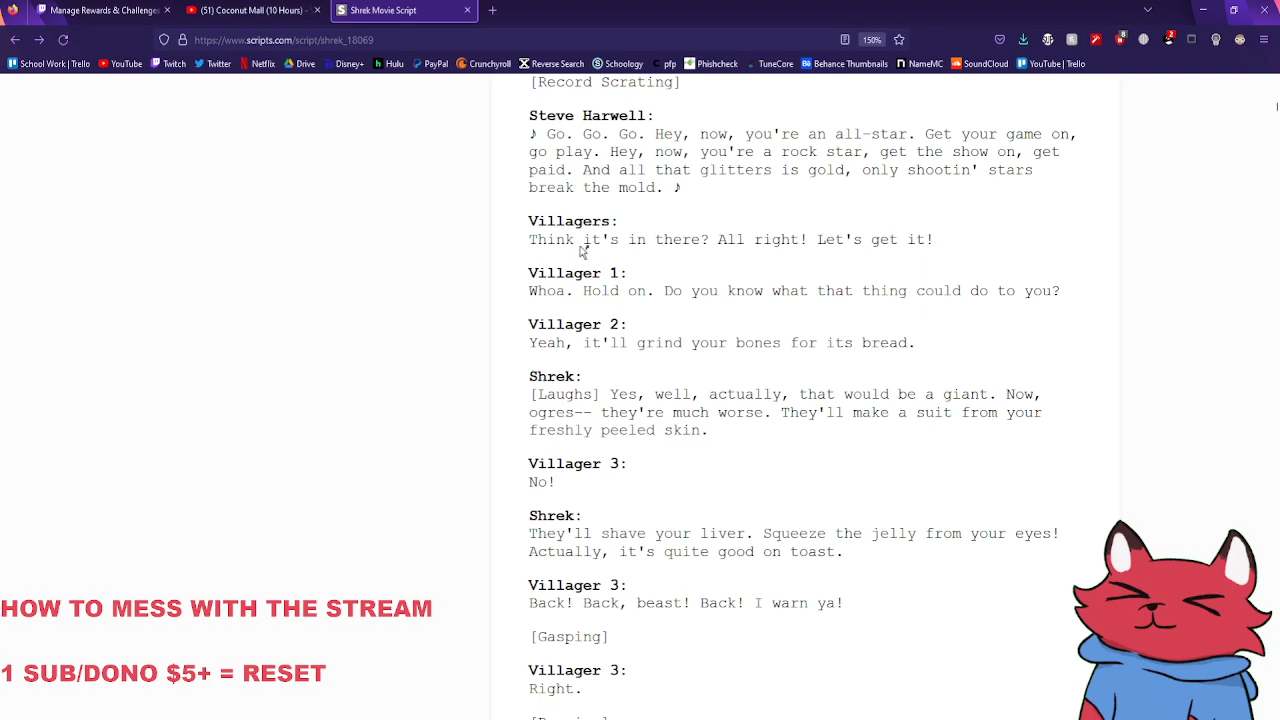 Manage Rewards & Challenges
(51) Coconut Mall (10 Hours) -
Shrek Movie Script
https://www.scripts.com/script/shrek_18069
150%
School Work | Trello
YouTube
Twitch
Twitter
Netflix
Drive
Disney+
Hulu
PayPal
Crunchyroll
Reverse Search
Schoology
pfp
Phishcheck
TuneCore
Behance Thumbnails
NameMC
SoundCloud
YouTube | Trello
[Record Scrating]
Steve Harwell:
♪ Go. Go. Go. Hey, now, you're an all-star. Get your game on,
go play. Hey, now, you're a rock star, get the show on, get
paid. And all that glitters is gold, only shootin' stars
break the mold. ♪
Villagers:
Think it's in there? All right! Let's get it!
Villager 1:
Whoa. Hold on. Do you know what that thing could do to you?
Villager 2:
Yeah, it'll grind your bones for its bread.
Shrek:
[Laughs] Yes, well, actually, that would be a giant. Now,
ogres-- they're much worse. They'll make a suit from your
freshly peeled skin.
Villager 3:
No!
Shrek:
They'll shave your liver. Squeeze the jelly from your eyes!
Actually, it's quite good on toast.
Villager 3:
Back! Back, beast! Back! I warn ya!
[Gasping]
Villager 3:
Right.
HOW TO MESS WITH THE STREAM
1 SUB/DONO $5+ = RESET